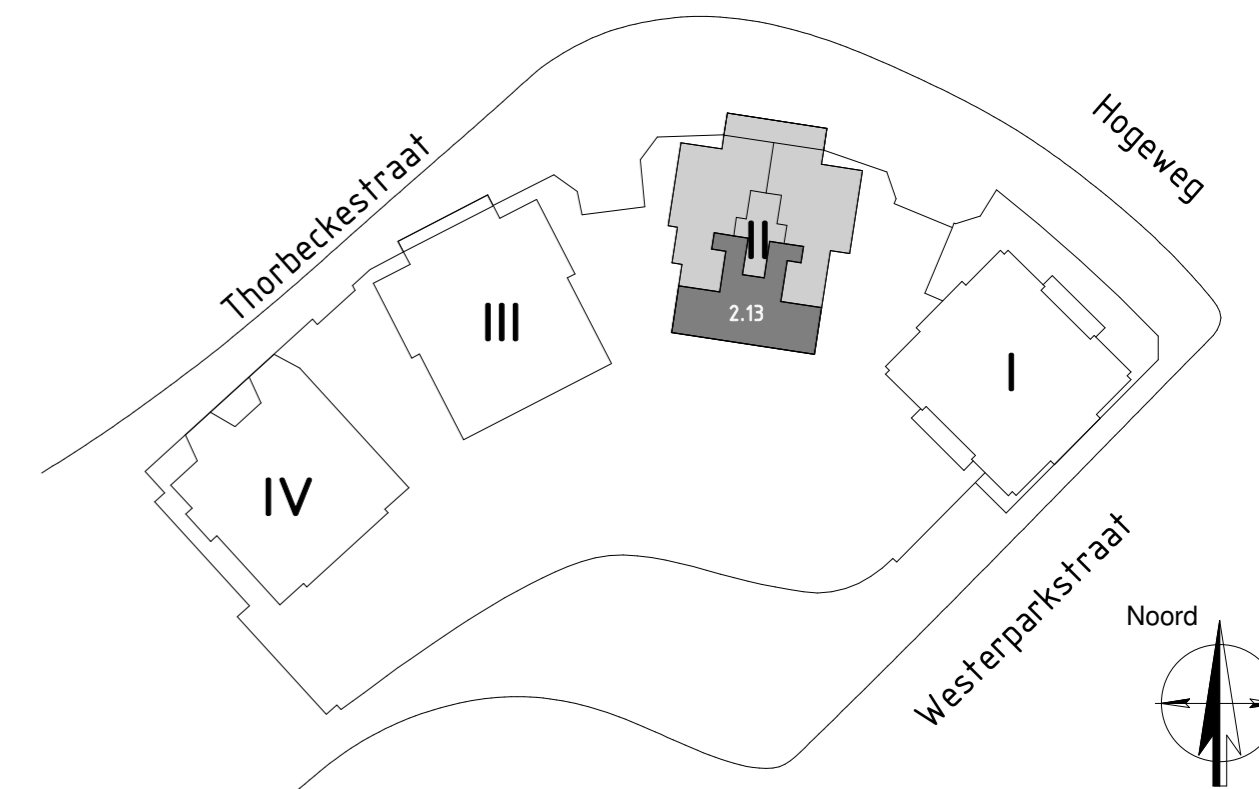 Hogeweg
Thorbeckestraat
II
2.13
III
I
IV
Westerparkstraat
Noord